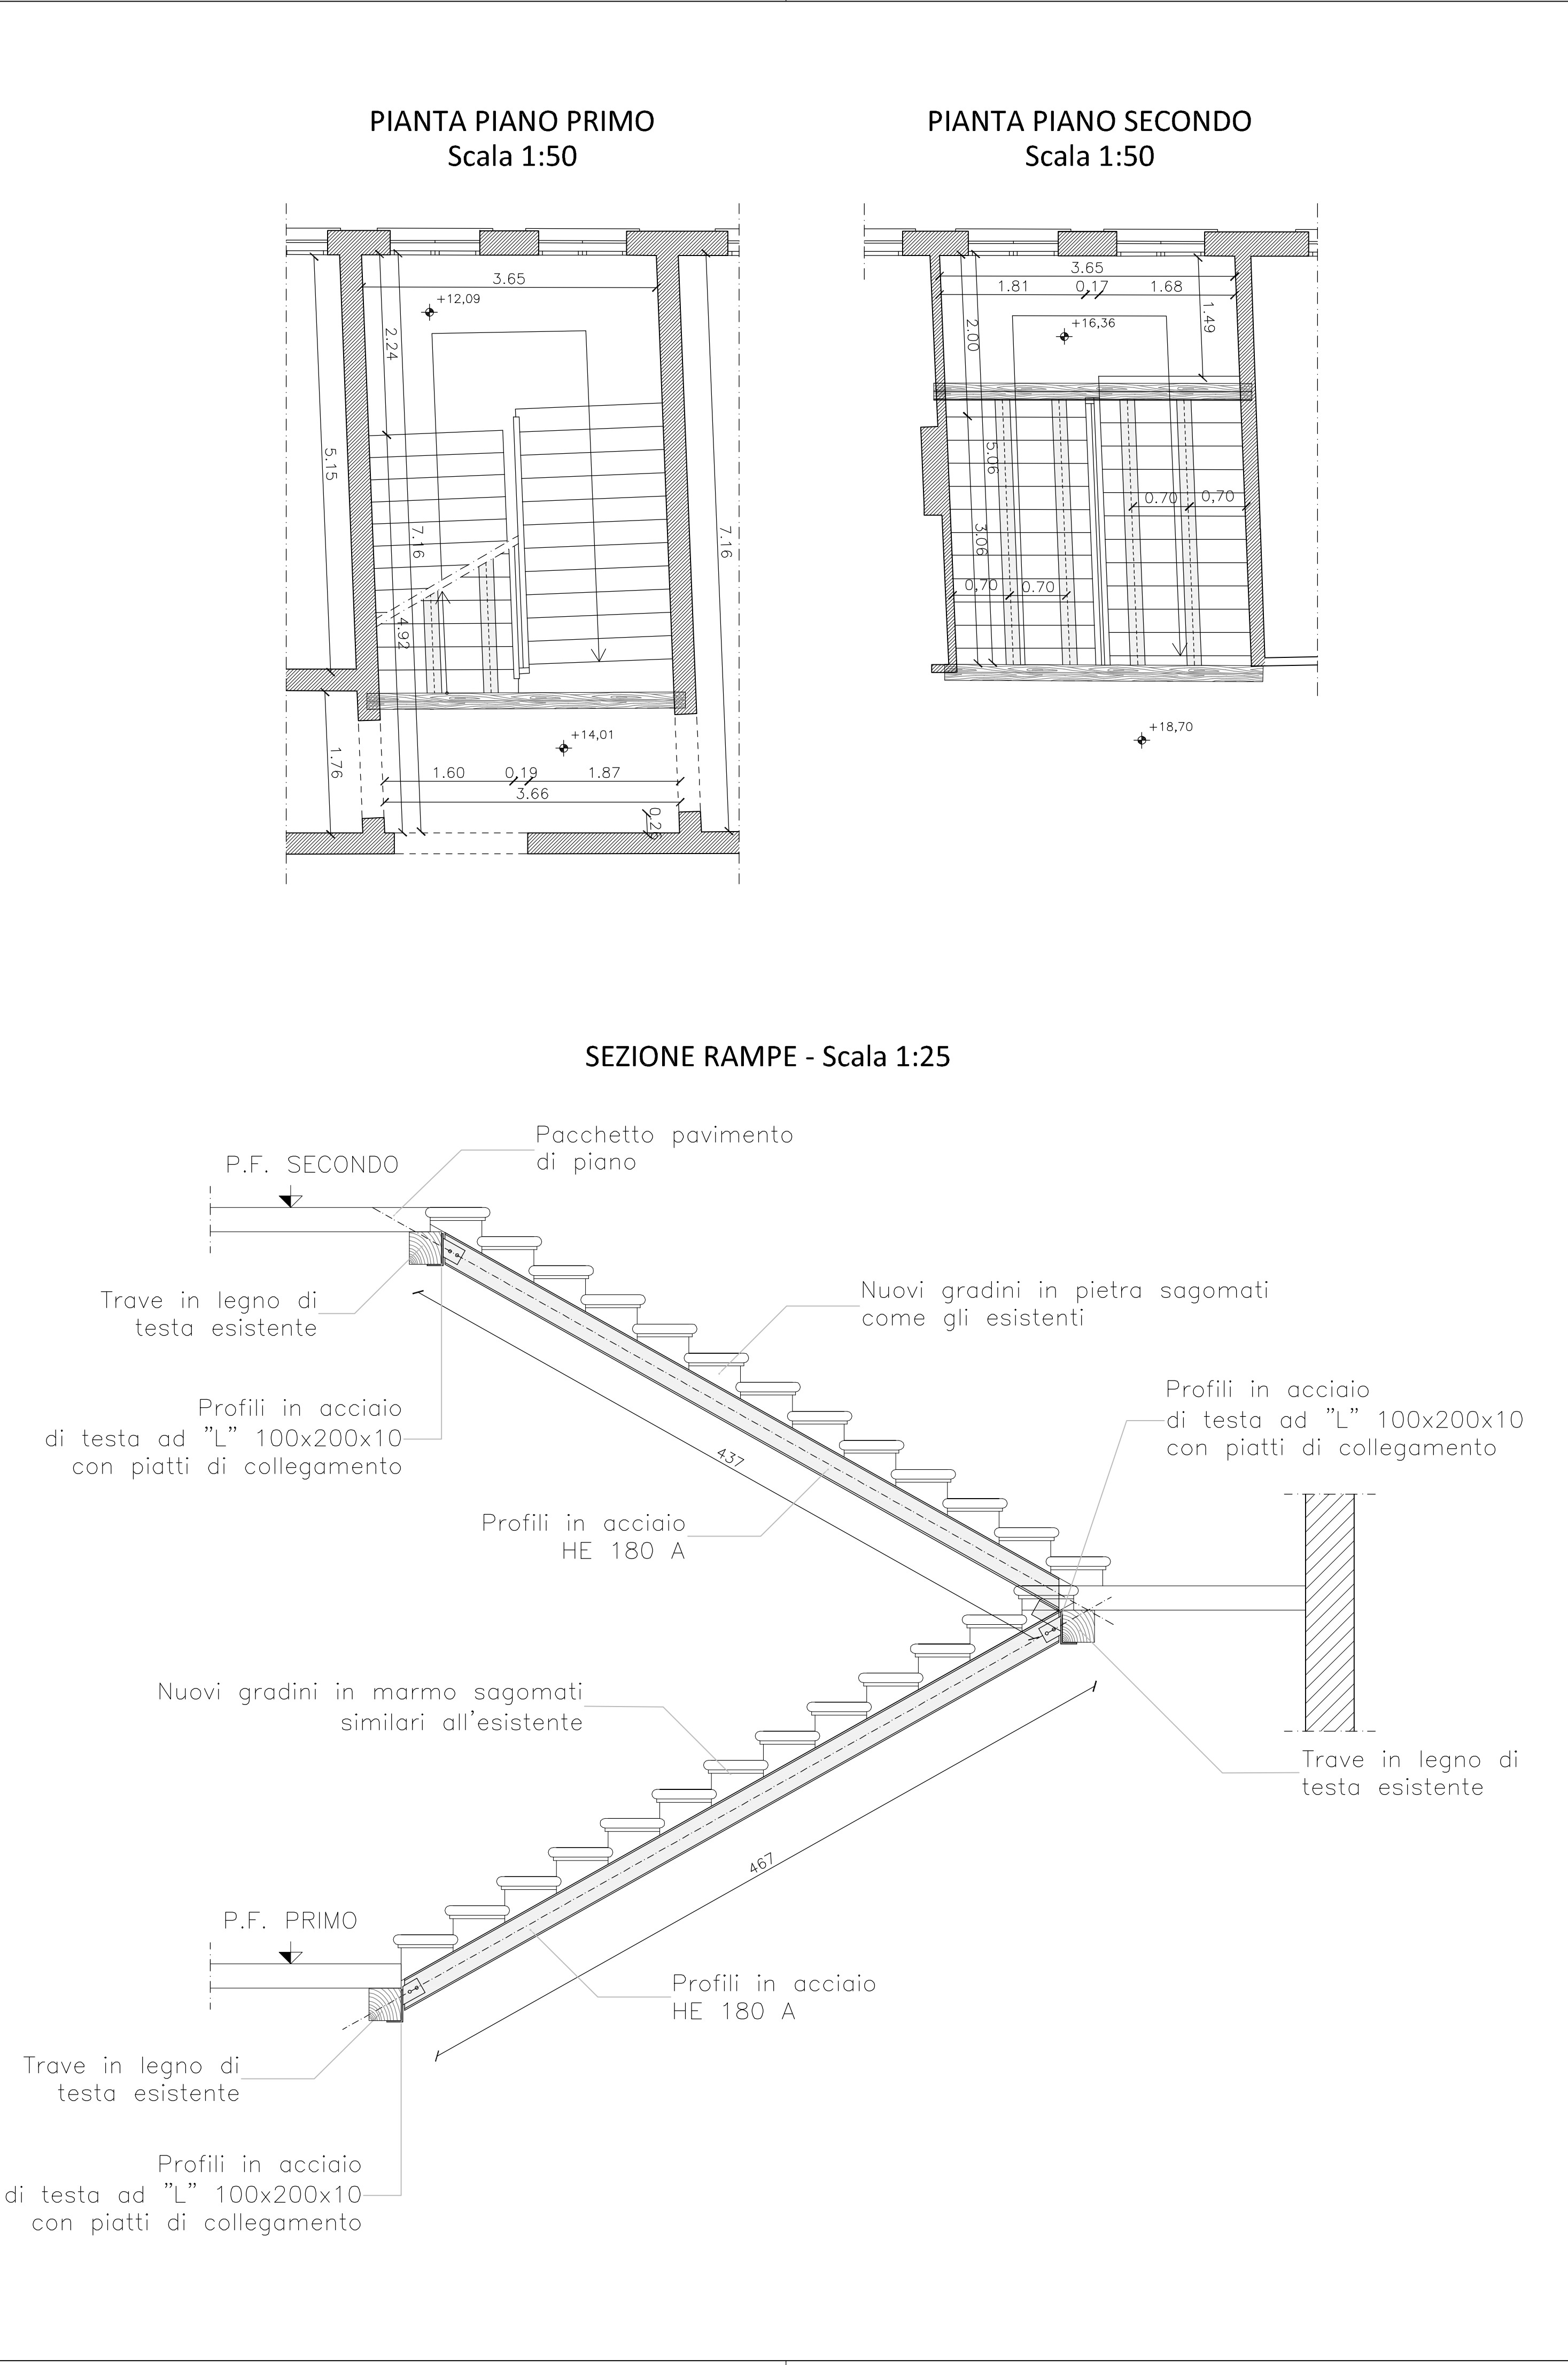 PIANTA PIANO PRIMO
Scala 1:50
PIANTA PIANO SECONDO
Scala 1:50
3.65
+12,09
2.24
5.15
7.16
7.16
4.92
+14,01
1.76
1.60
0,19
1.87
3.66
3.65
1.81
0,17
1.68
1.49
+16,36
2.00
5.06
0.70
0,70
3.06
0,70
0.70
+18,70
SEZIONE RAMPE - Scala 1:25
Pacchetto pavimento
di piano
P.F. SECONDO
Trave in legno di
testa esistente
Nuovi gradini in pietra sagomati
come gli esistenti
Profili in acciaio
di testa ad "L" 100x200x10
con piatti di collegamento
Profili in acciaio
di testa ad "L" 100x200x10
con piatti di collegamento
437
Profili in acciaio
HE 180 A
Nuovi gradini in marmo sagomati
similari all'esistente
Trave in legno di
testa esistente
467
P.F. PRIMO
Profili in acciaio
HE 180 A
Trave in legno di
testa esistente
Profili in acciaio
di testa ad "L" 100x200x10
con piatti di collegamento